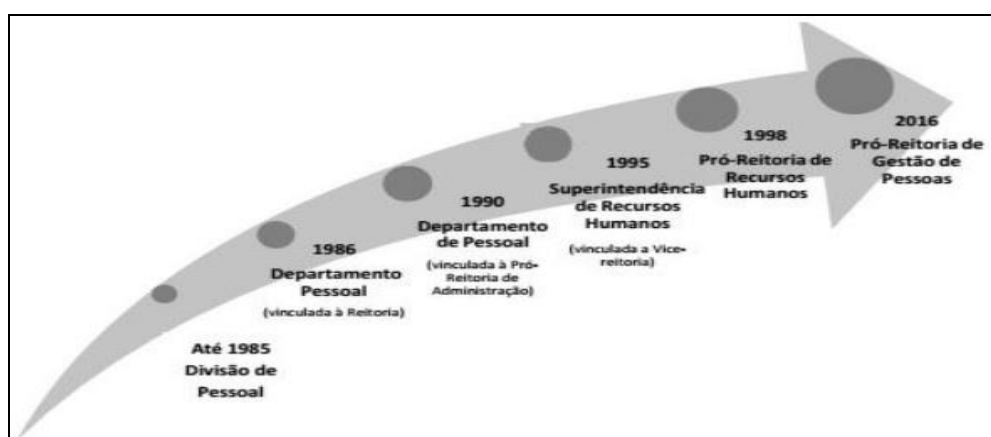 Até 1985
Divisão de
Pessoal
1986
Departamento
Pessoal
(vinculada à Reitoria)
1990
Departamento
de Pessoal
(vinculada à Pró-
Reitoria de
Administração)
1995
Superintendência
de Recursos
Humanos
(vinculada a Vice-
reitoria)
1998
Pró-Reitoria de
Recursos
Humanos
2016
Pró-Reitoria de
Gestão de
Pessoas